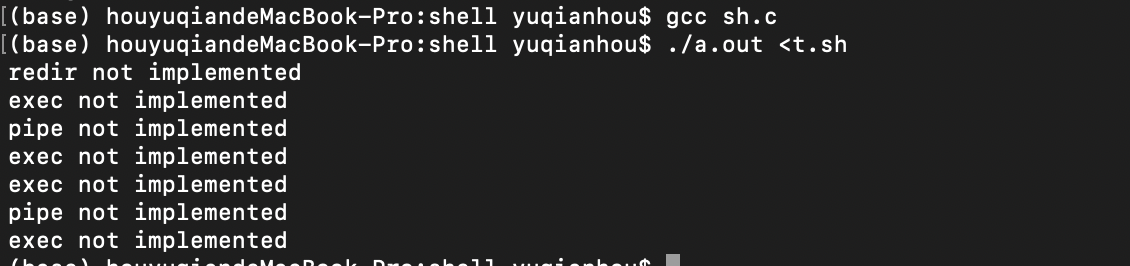 [(base) houyuqiandeMacBook-Pro:shell yuqianhou$ gcc sh.c
[(base) houyuqiandeMacBook-Pro:shell yuqianhou$ ./a.out <t.sh
redir not implemented
exec not implemented
pipe not implemented
exec not implemented
exec not implemented
pipe not implemented
exec not implemented
(base) houyuqiandeMacBook-Pro:shell yuqianhou$